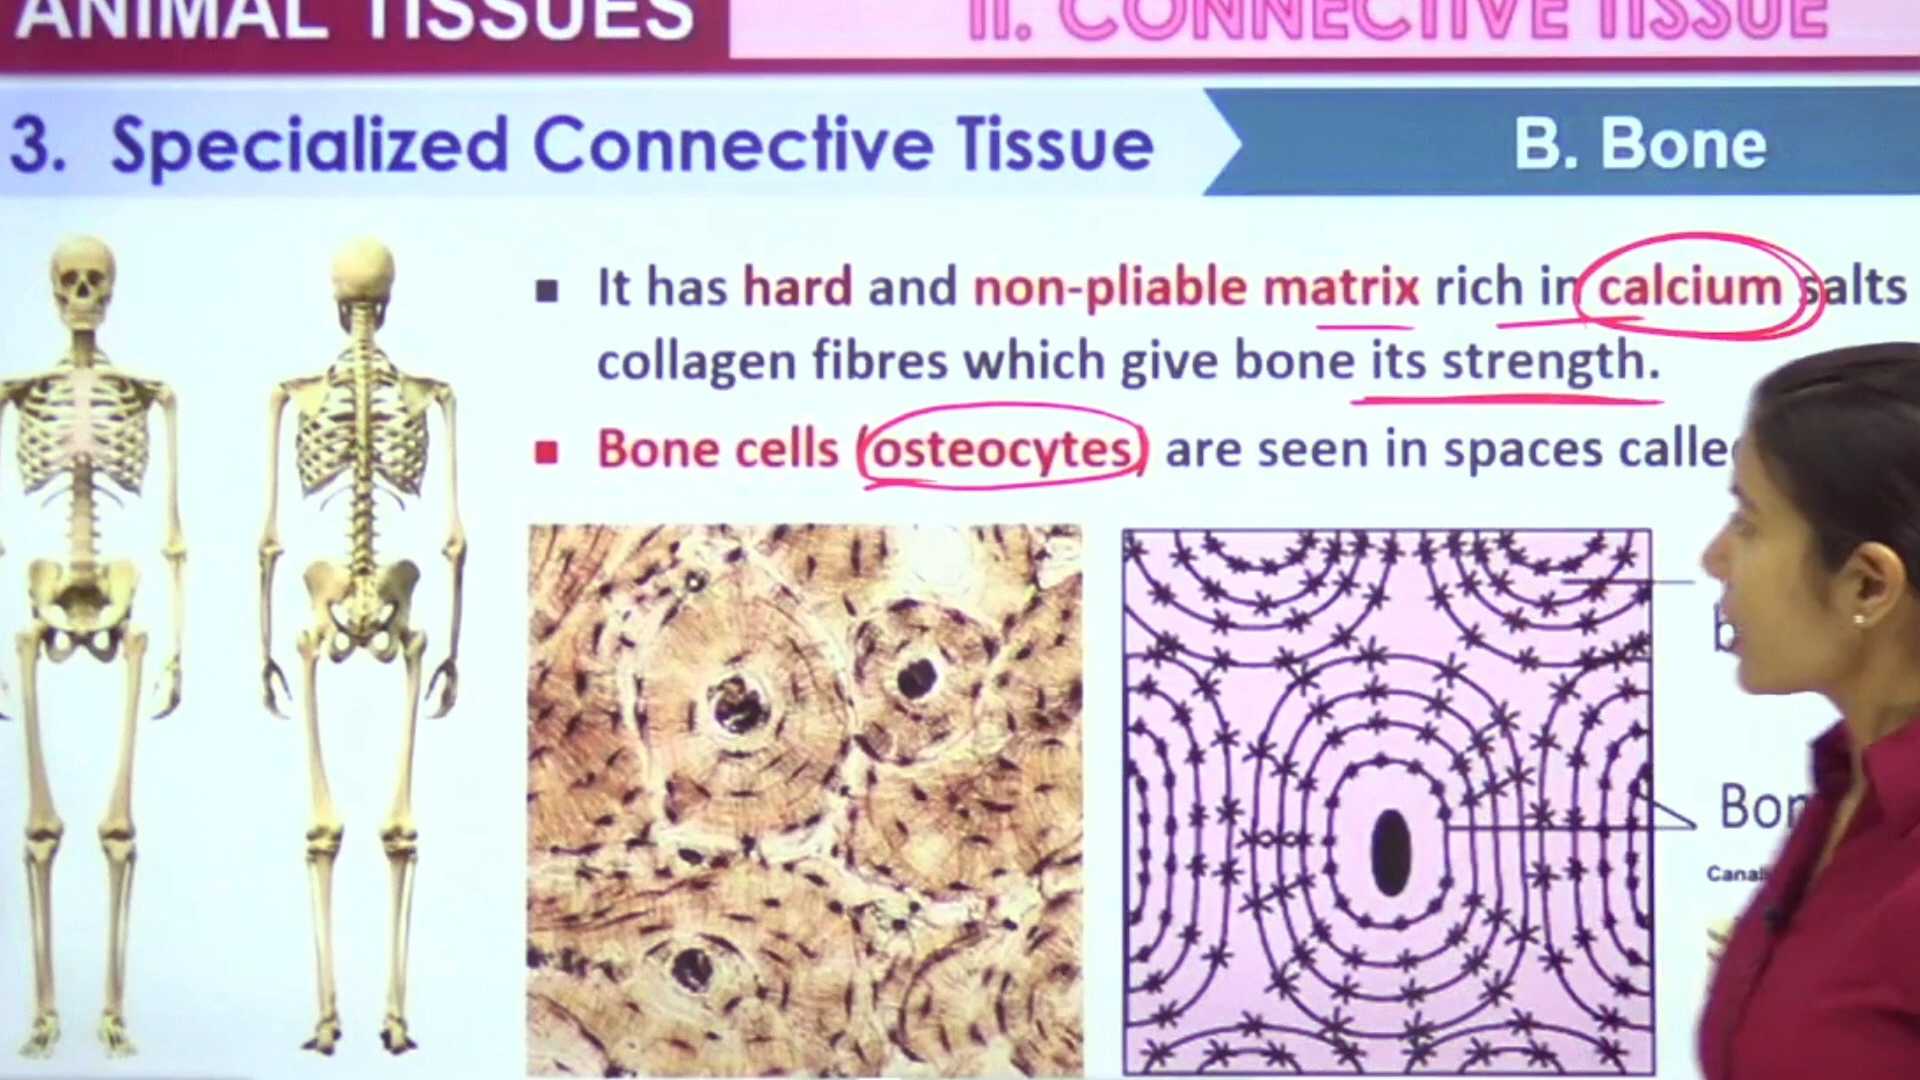 ANIMAL TISSUES
II. CONNECTIVE TISSUE
3. Specialized Connective Tissue
B. Bone
▪ It has hard and non-pliable matrix rich in calcium salts
collagen fibres which give bone its strength.
▪ Bone cells (osteocytes) are seen in spaces